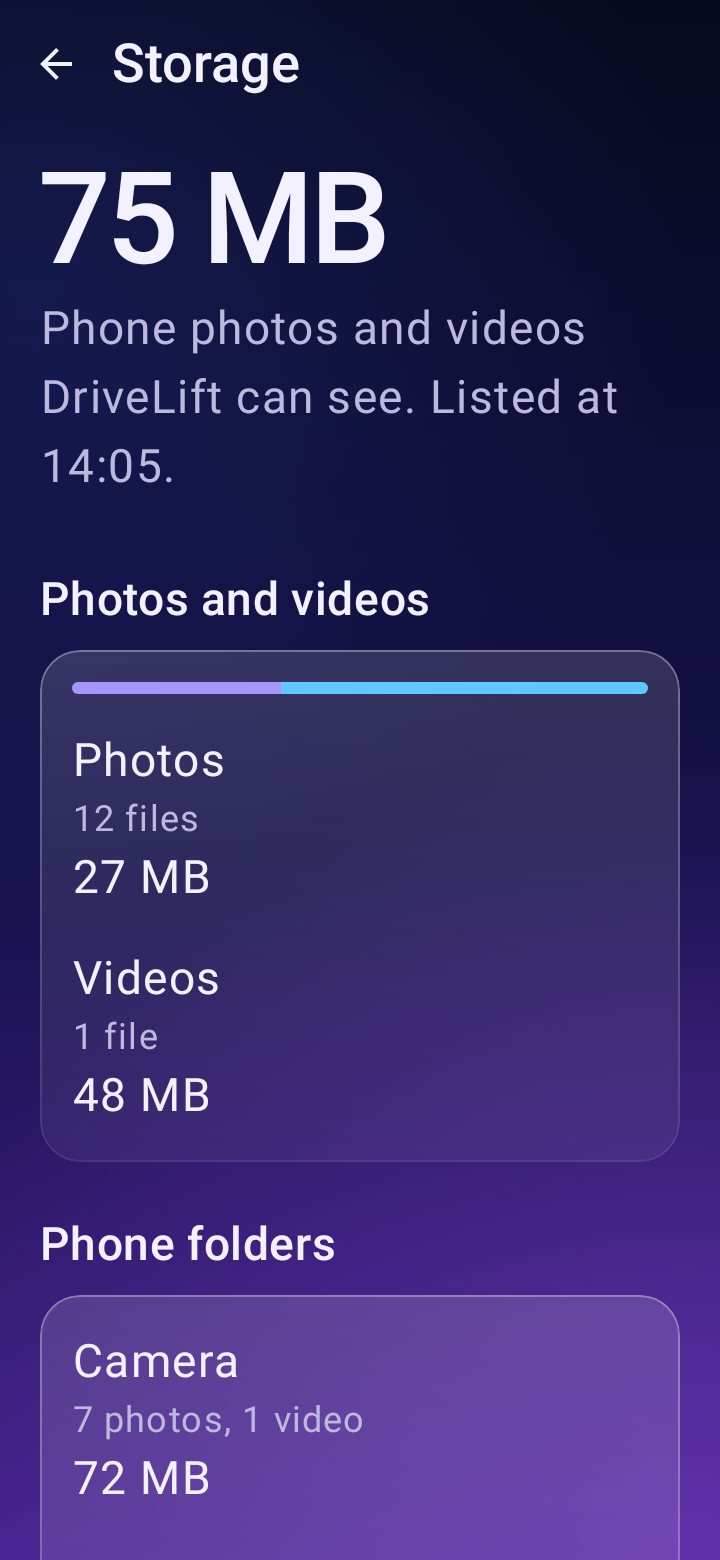 Storage
75 MB
Phone photos and videos
DriveLift can see. Listed at
14:05.
Photos and videos
Photos
12 files
27 MB
Videos
1 file
48 MB
Phone folders
Camera
7 photos, 1 video
72 MB